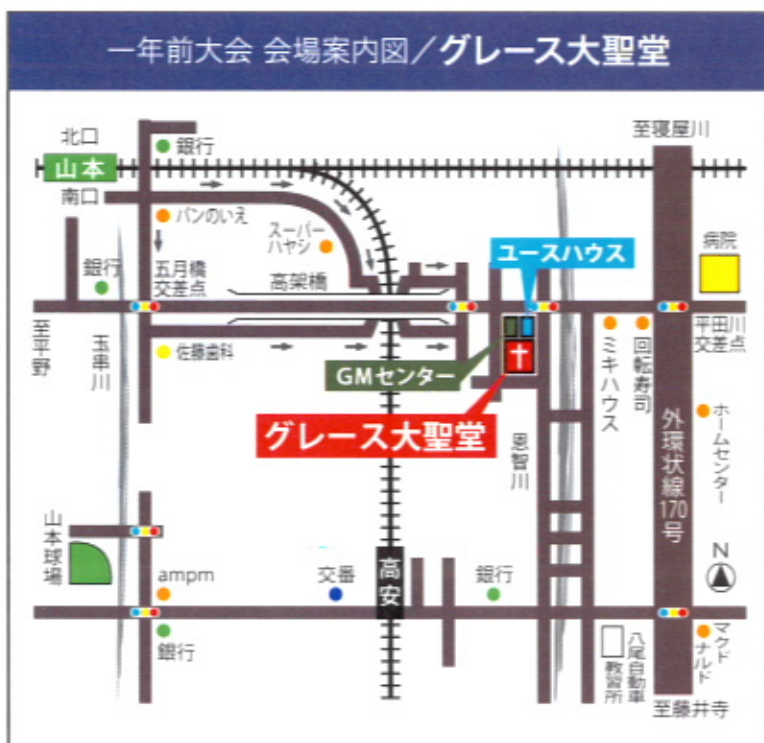 一年前大会 会場案内図／グレース大聖堂
北口
銀行
至寝屋川
山本
南口
パンのいえ
スーパー
ハヤシ
ユースハウス
病院
銀行
五月橋
交差点
高架橋
至平野
玉串川
佐藤歯科
GMセンター
ミキハウス
回転寿司
平田川
交差点
グレース大聖堂
恩智川
外環状線170号
ホームセンター
山本球場
N
ampm
交番
高安
銀行
銀行
八尾自動車
教習所
マクド
ナルド
至藤井寺